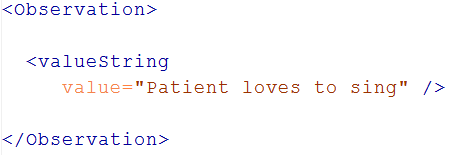 <Observation>
<valueString
value="Patient loves to sing" />
</Observation>